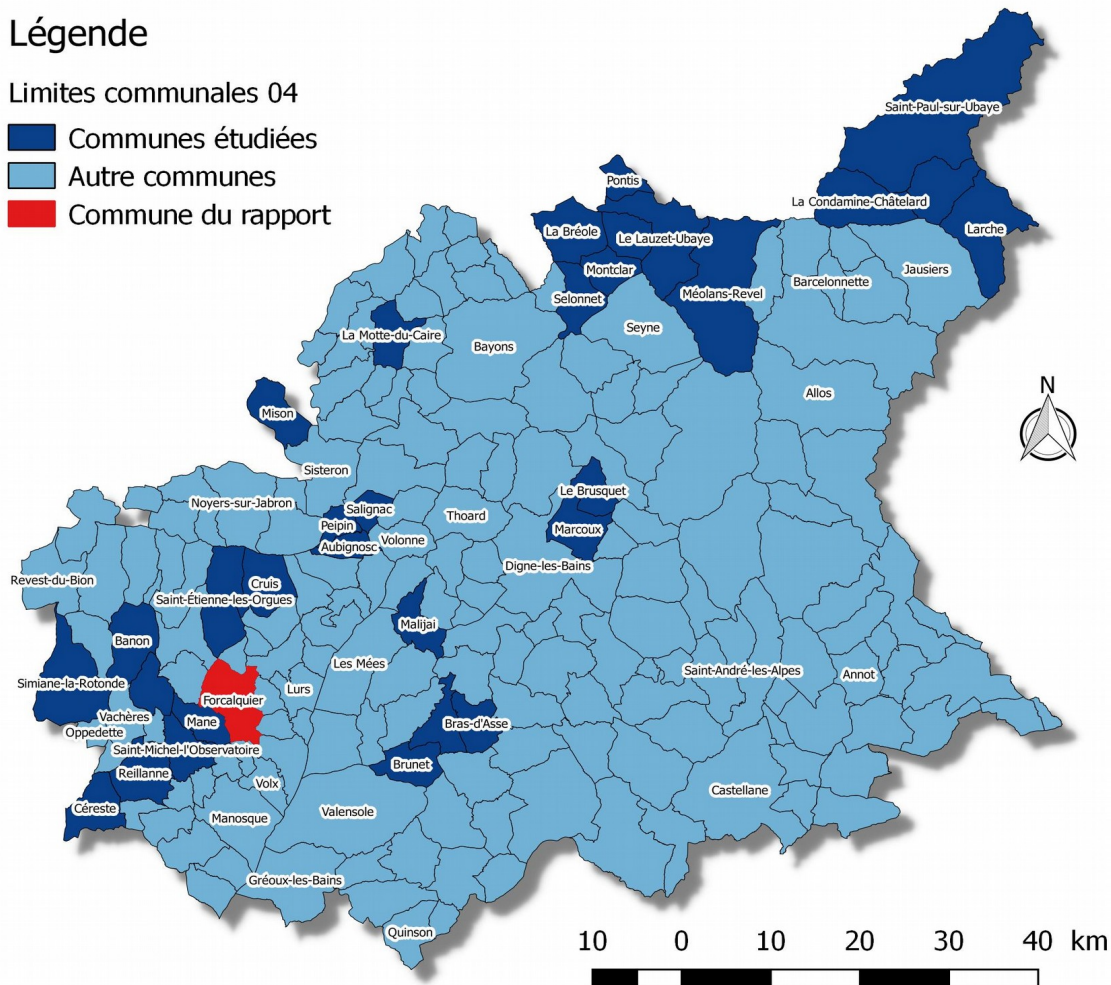 Légende
Limites communales 04
Communes étudiées
Autre communes
Commune du rapport
Saint-Paul-sur-Ubaye
Pontis
La Condamine-Châtelard
La Bréole
Le Lauzet-Ubaye
Larche
Montclar
Jausiers
Barcelonnette
Selonnet
Méolans-Revel
Seyne
La Motte-du-Caire
Bayons
Allos
N
Mison
Sisteron
Le Brusquet
Noyers-sur-Jabron
Salignac
Thoard
Peipin
Marcoux
Volonne
Aubignosc
Digne-les-Bains
Revest-du-Bion
Cruis
Saint-Étienne-les-Orgues
Malijai
Banon
Les Mées
Saint-André-les-Alpes
Annot
Simiane-la-Rotonde
Lurs
Forcalquier
Vachères
Mane
Bras-d'Asse
Oppedette
Saint-Michel-l'Observatoire
Brunet
Reillanne
Volx
Castellane
Céreste
Valensole
Manosque
Gréoux-les-Bains
Quinson
10 0 10 20 30 40 km